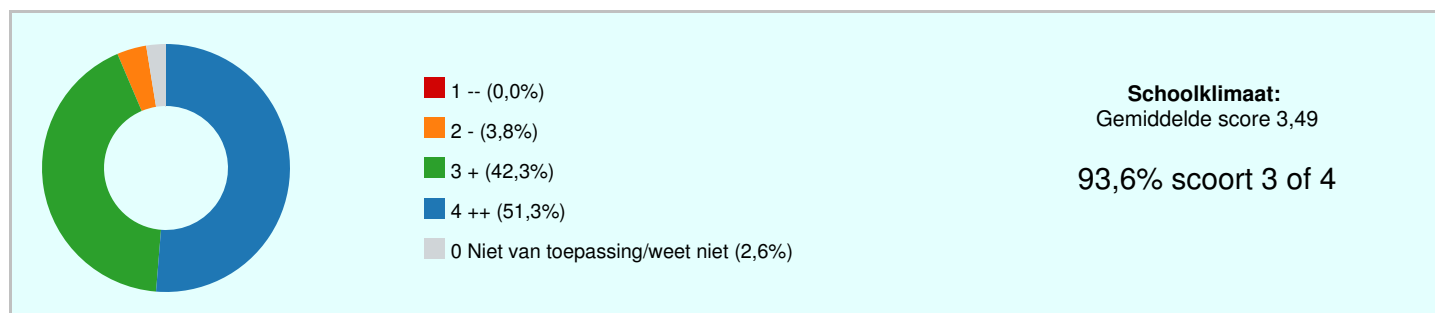 1 -- (0,0%)
2 - (3,8%)
3 + (42,3%)
4 ++ (51,3%)
0 Niet van toepassing/weet niet (2,6%)
Schoolklimaat:
Gemiddelde score 3,49
93,6% scoort 3 of 4